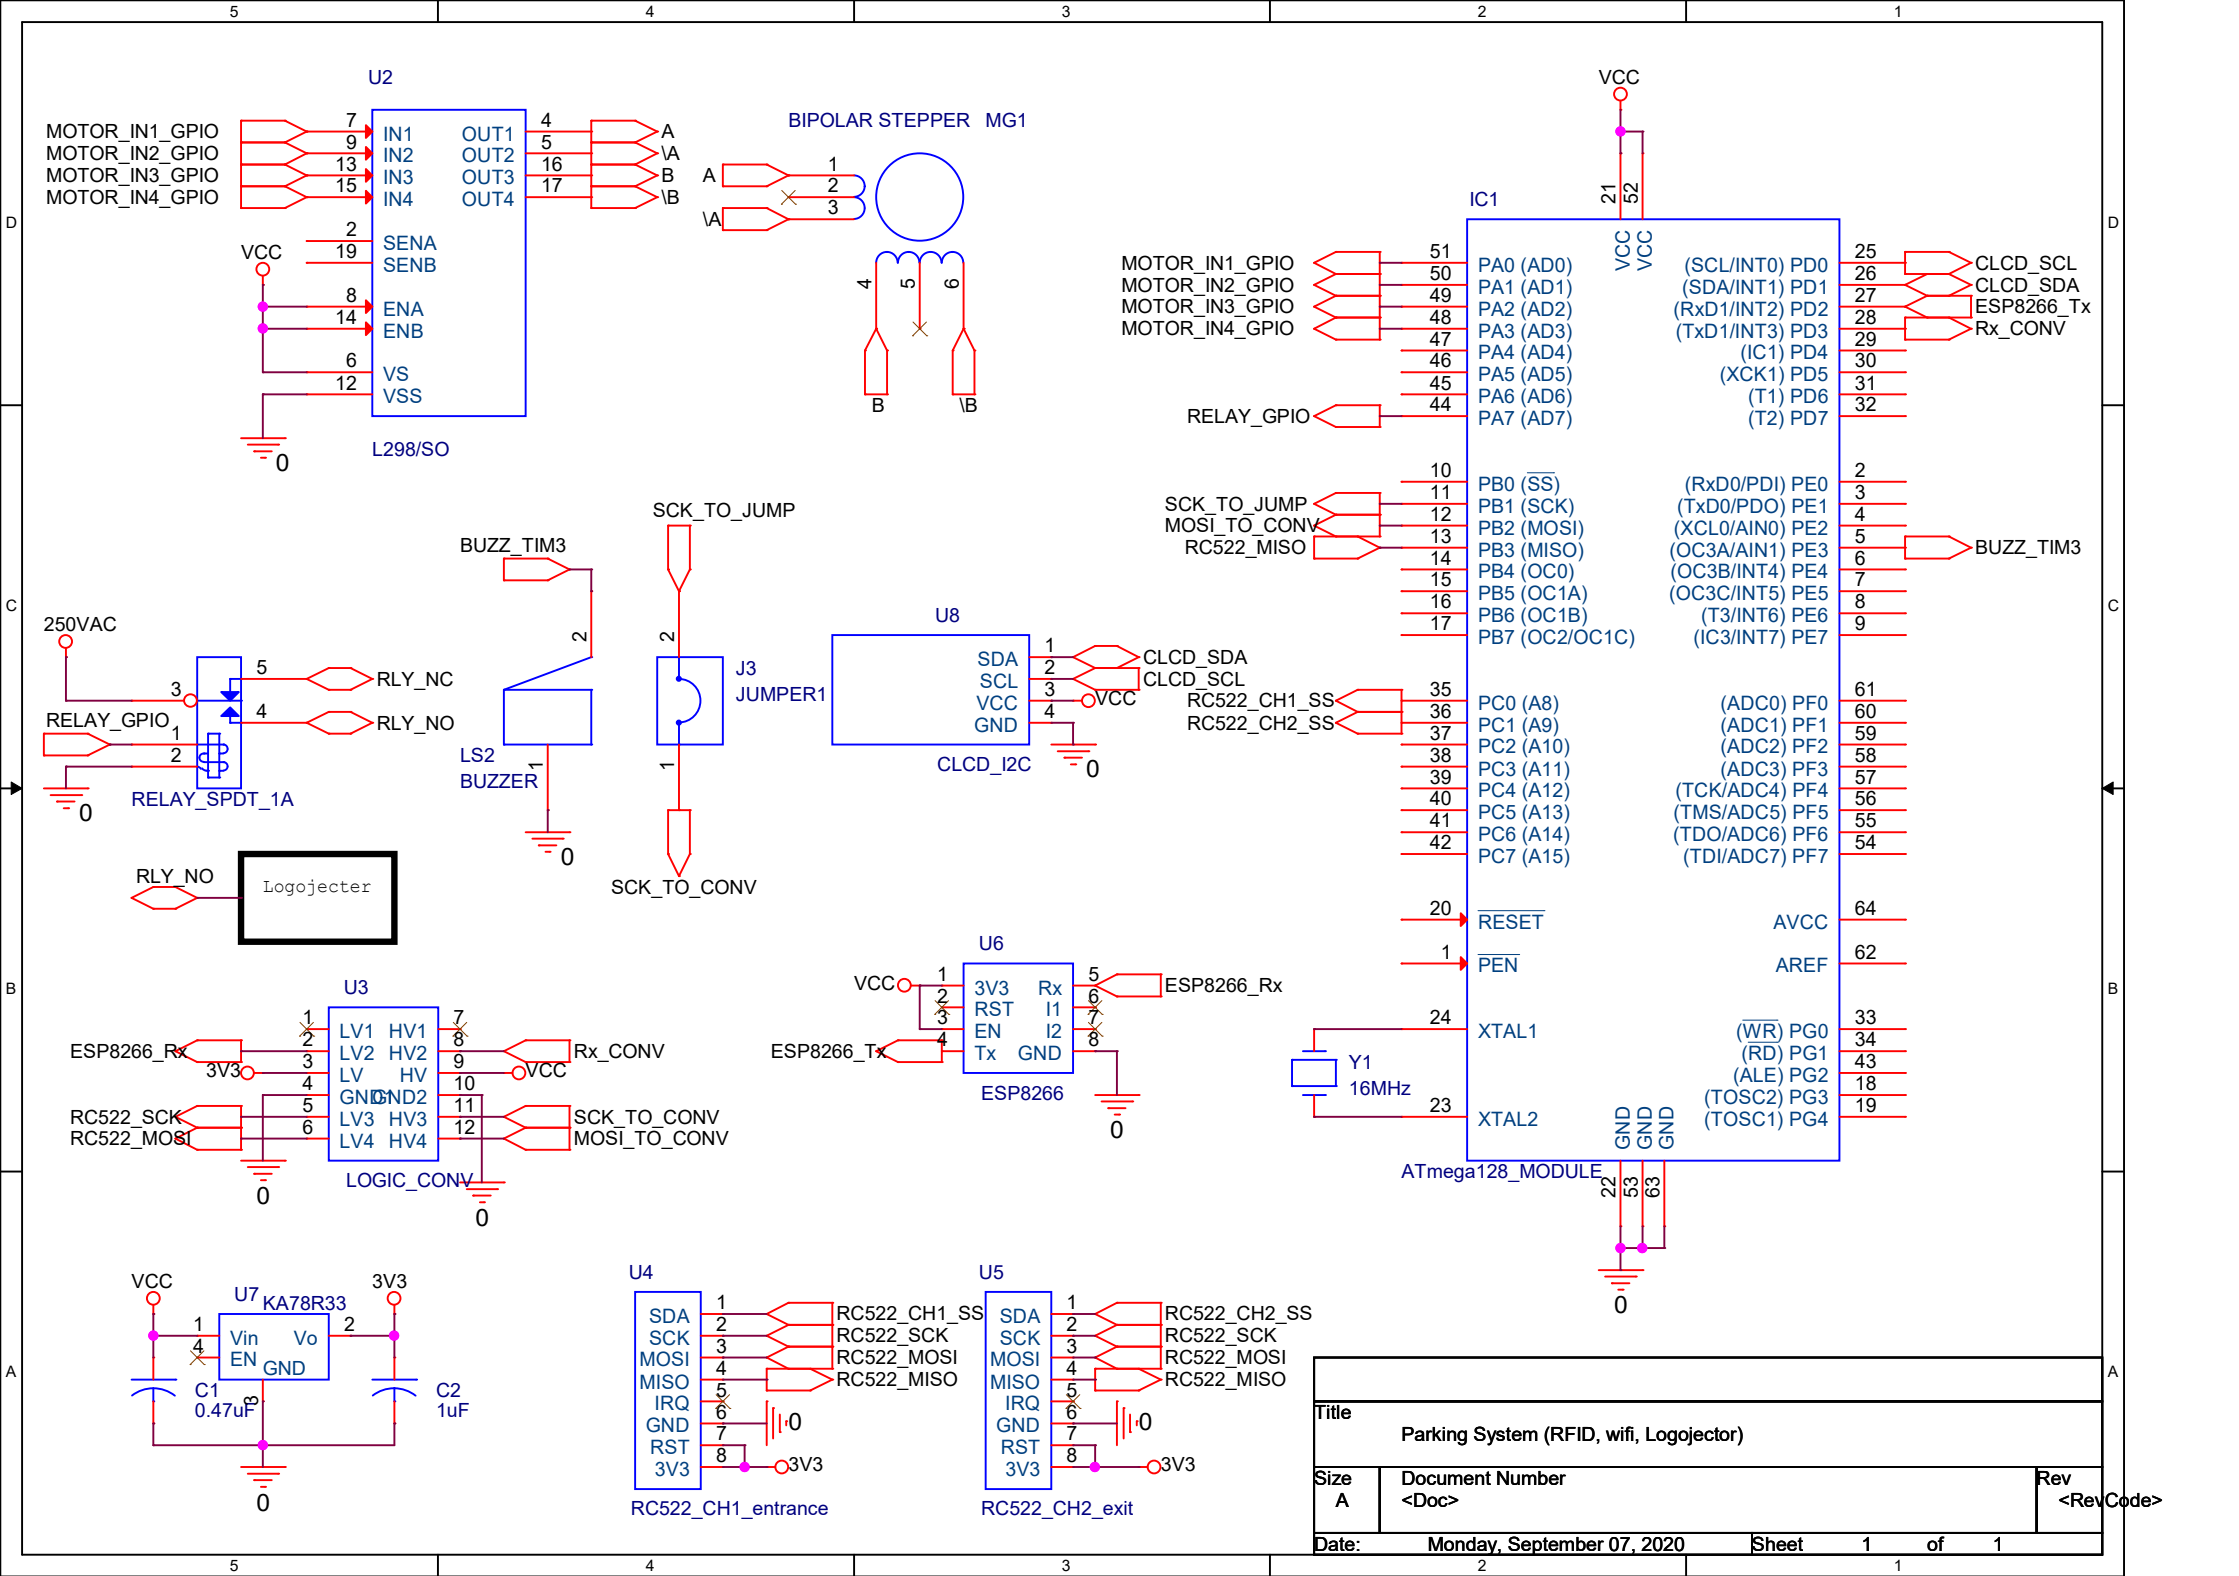 5 4 3 2 1
D
C
B
A
D
C
B
A
U2
MOTOR_IN1_GPIO
MOTOR_IN2_GPIO
MOTOR_IN3_GPIO
MOTOR_IN4_GPIO
7 IN1 OUT1 4 A
9 IN2 OUT2 5 \A
13 IN3 OUT3 16 B
15 IN4 OUT4 17 \B
2 SENA
19 SENB
VCC
8 ENA
14 ENB
6 VS
12 VSS
0
L298/SO
BIPOLAR STEPPER MG1
A 1
2
\A 3
4 5 6
B \B
VCC
21 52
IC1
VCC VCC
MOTOR_IN1_GPIO 51 PA0 (AD0)
MOTOR_IN2_GPIO 50 PA1 (AD1)
MOTOR_IN3_GPIO 49 PA2 (AD2)
MOTOR_IN4_GPIO 48 PA3 (AD3)
47 PA4 (AD4)
46 PA5 (AD5)
45 PA6 (AD6)
RELAY_GPIO 44 PA7 (AD7)
10 PB0 (SS)
SCK_TO_JUMP 11 PB1 (SCK)
MOSI_TO_CONV 12 PB2 (MOSI)
RC522_MISO 13 PB3 (MISO)
14 PB4 (OC0)
15 PB5 (OC1A)
16 PB6 (OC1B)
17 PB7 (OC2/OC1C)
RC522_CH1_SS 35 PC0 (A8)
RC522_CH2_SS 36 PC1 (A9)
37 PC2 (A10)
38 PC3 (A11)
39 PC4 (A12)
40 PC5 (A13)
41 PC6 (A14)
42 PC7 (A15)
20 RESET
1 PEN
24 XTAL1
Y1
16MHz
23 XTAL2
(SCL/INT0) PD0 25 CLCD_SCL
(SDA/INT1) PD1 26 CLCD_SDA
(RxD1/INT2) PD2 27 ESP8266_Tx
(TxD1/INT3) PD3 28 Rx_CONV
(IC1) PD4 29
(XCK1) PD5 30
(T1) PD6 31
(T2) PD7 32
(RxD0/PDI) PE0 2
(TxD0/PDO) PE1 3
(XCL0/AIN0) PE2 4
(OC3A/AIN1) PE3 5 BUZZ_TIM3
(OC3B/INT4) PE4 6
(OC3C/INT5) PE5 7
(T3/INT6) PE6 8
(IC3/INT7) PE7 9
(ADC0) PF0 61
(ADC1) PF1 60
(ADC2) PF2 59
(ADC3) PF3 58
(TCK/ADC4) PF4 57
(TMS/ADC5) PF5 56
(TDO/ADC6) PF6 55
(TDI/ADC7) PF7 54
AVCC 64
AREF 62
(WR) PG0 33
(RD) PG1 34
(ALE) PG2 43
(TOSC2) PG3 18
(TOSC1) PG4 19
GND GND GND
ATmega128_MODULE
22 53 63
0
250VAC
3
5 RLY_NC
4 RLY_NO
RELAY_GPIO 1
2
0
RELAY_SPDT_1A
BUZZ_TIM3
2
LS2
BUZZER
1
0
SCK_TO_JUMP
2
J3
JUMPER1
1
SCK_TO_CONV
U8
SDA 1 CLCD_SDA
SCL 2 CLCD_SCL
VCC 3 VCC
GND 4
CLCD_I2C
0
RLY_NO
Logojecter
U3
1 LV1 HV1 7
ESP8266_Rx 2 LV2 HV2 8 Rx_CONV
3V3 3 LV HV 9 VCC
4 GND1 GND2 10
RC522_SCK 5 LV3 HV3 11 SCK_TO_CONV
RC522_MOSI 6 LV4 HV4 12 MOSI_TO_CONV
LOGIC_CONV
0
0
U6
VCC 1 3V3 Rx 5 ESP8266_Rx
2 RST I1 6
3 EN I2 7
ESP8266_Tx 4 Tx GND 8
ESP8266
0
VCC
3V3
U7 KA78R33
1 Vin Vo 2
4 EN
GND
3
C1
0.47uF
C2
1uF
0
U4
SDA 1 RC522_CH1_SS
SCK 2 RC522_SCK
MOSI 3 RC522_MOSI
MISO 4 RC522_MISO
IRQ 5
GND 6 0
RST 7
3V3 8 3V3
RC522_CH1_entrance
U5
SDA 1 RC522_CH2_SS
SCK 2 RC522_SCK
MOSI 3 RC522_MOSI
MISO 4 RC522_MISO
IRQ 5
GND 6 0
RST 7
3V3 8 3V3
RC522_CH2_exit
Title
Parking System (RFID, wifi, Logojector)
Size Document Number Rev
A <Doc> <RevCode>
Date: Monday, September 07, 2020 Sheet 1 of 1
5 4 3 2 1